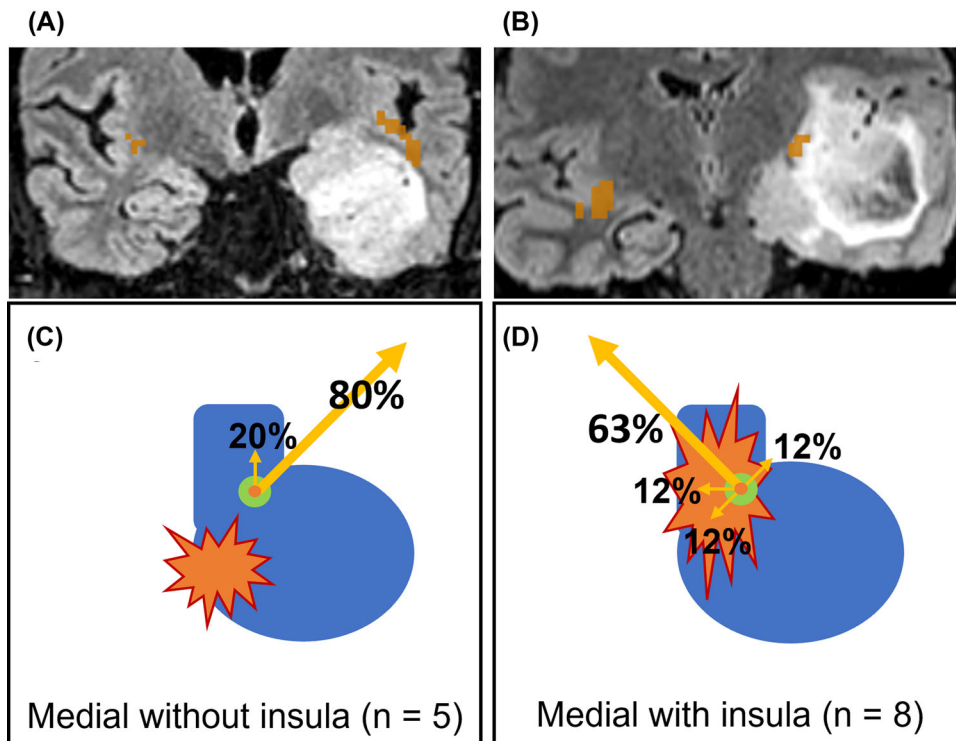 (A)
(B)
(C)
80%
20%
Medial without insula (n = 5)
(D)
63%
12%
12%
12%
Medial with insula (n = 8)